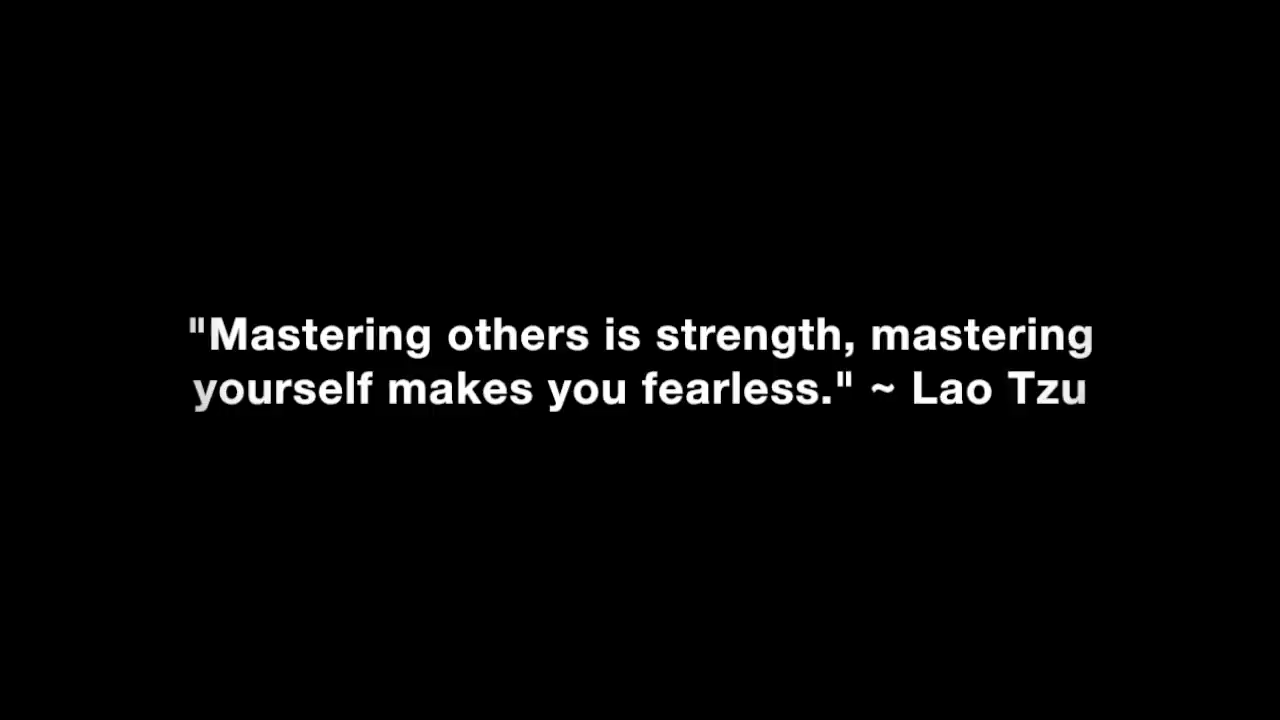 "Mastering others is strength, mastering
yourself makes you fearless." ~ Lao Tzu